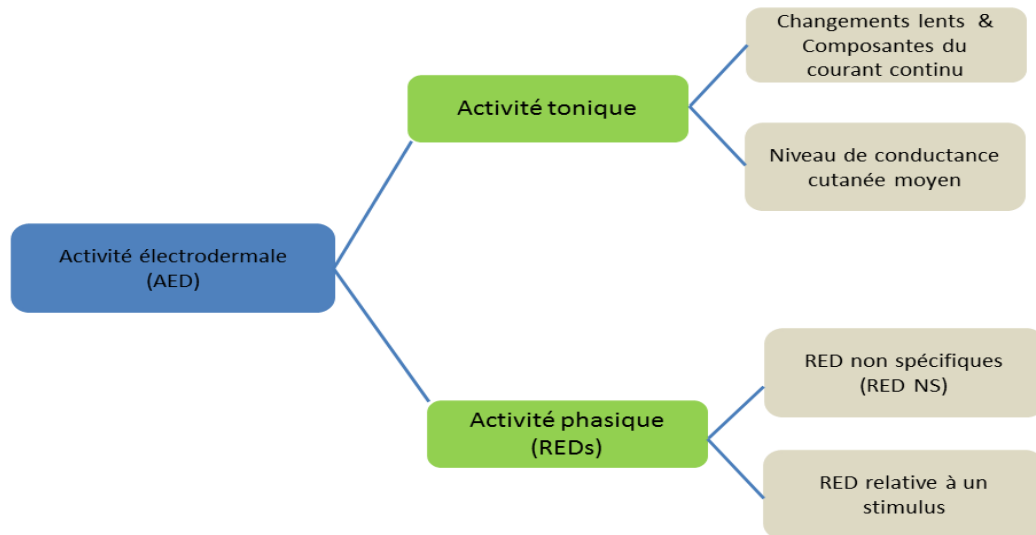 Changements lents &
Composantes du
courant continu
Activité tonique
Niveau de conductance
cutanée moyen
Activité électrodermale
(AED)
RED non spécifiques
(RED NS)
Activité phasique
(REDs)
RED relative à un
stimulus